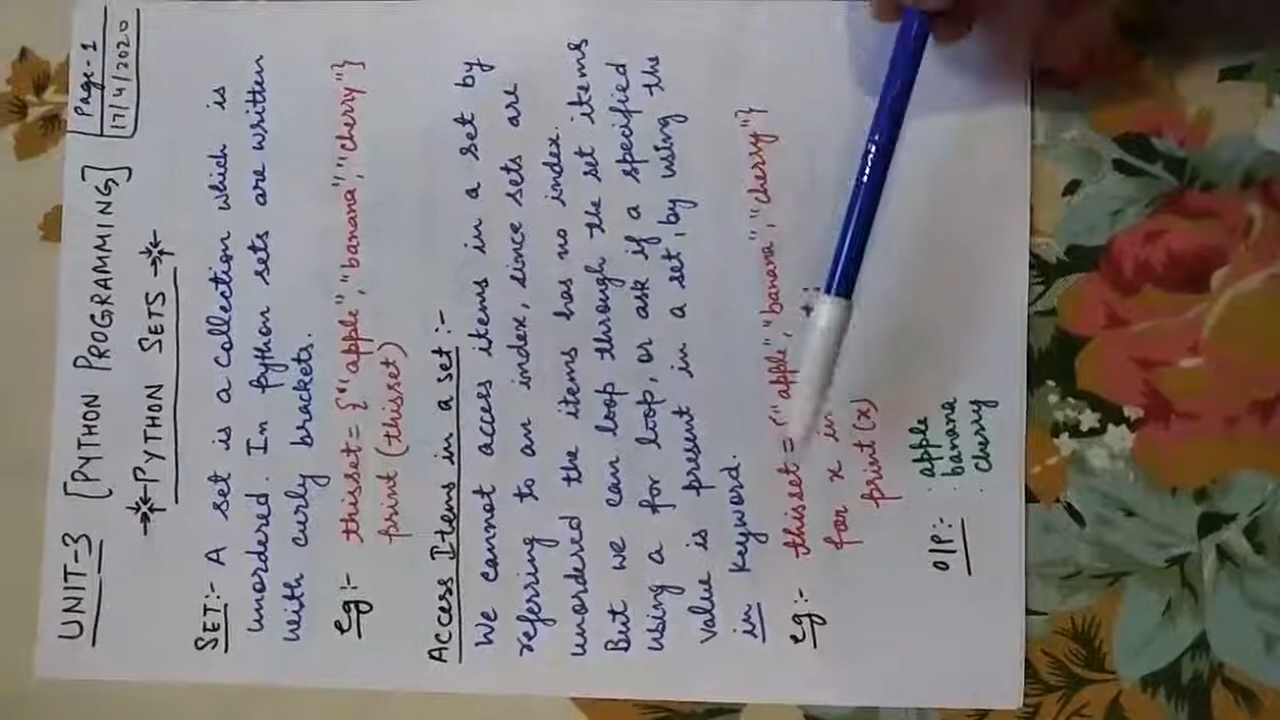 UNIT-3 [PYTHON PROGRAMMING]
Page-1
17/4/2020
PYTHON SETS
SET:- A set is a collection which is
unordered. In Python sets are written
with curly brackets.
eg:- thisset = {"apple", "banana", "cherry"}
print (thisset)
Access Items in a set:-
We cannot access items in a set by
referring to an index, since sets are
unordered the items has no index.
But we can loop through the set items
using a for loop, or ask if a specified
value is present in a set, by using the
in keyword.
eg:- thisset = {"apple", "banana", "cherry"}
for x in
print (x)
O/P:- apple
banana
cherry